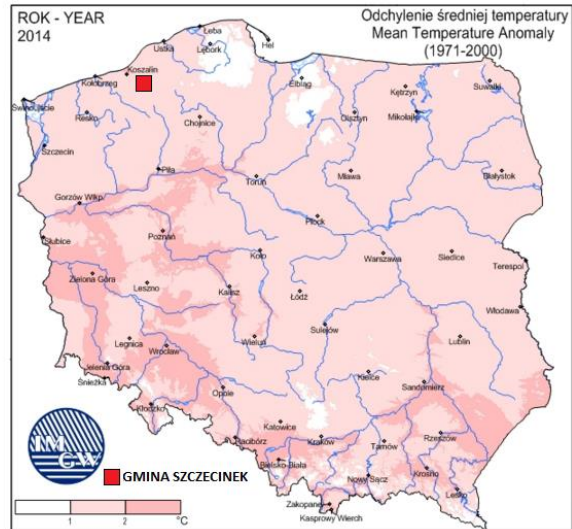 ROK - YEAR
2014
Odchylenie średniej temperatury
Mean Temperature Anomaly
(1971-2000)
Łeba
Hel
Ustka
Lębork
Koszalin
Kołobrzeg
Elbląg
Kętrzyn
Suwałki
Świnoujście
Resko
Chojnice
Olsztyn
Mikołajki
Szczecin
Piła
Toruń
Mława
Białystok
Gorzów Wlkp.
Płock
Słubice
Poznań
Koło
Warszawa
Siedlce
Terespol
Zielona Góra
Leszno
Kalisz
Łódź
Włodawa
Sulejów
Legnica
Wrocław
Wieluń
Lublin
Jelenia Góra
Śnieżka
Opole
Kielce
Sandomierz
Kłodzko
Katowice
Racibórz
Kraków
Tarnów
Rzeszów
Bielsko-Biała
Nowy Sącz
Krosno
Lesko
Zakopane
Kasprowy Wierch
IM
GW
GMINA SZCZECINEK
1 2 °C